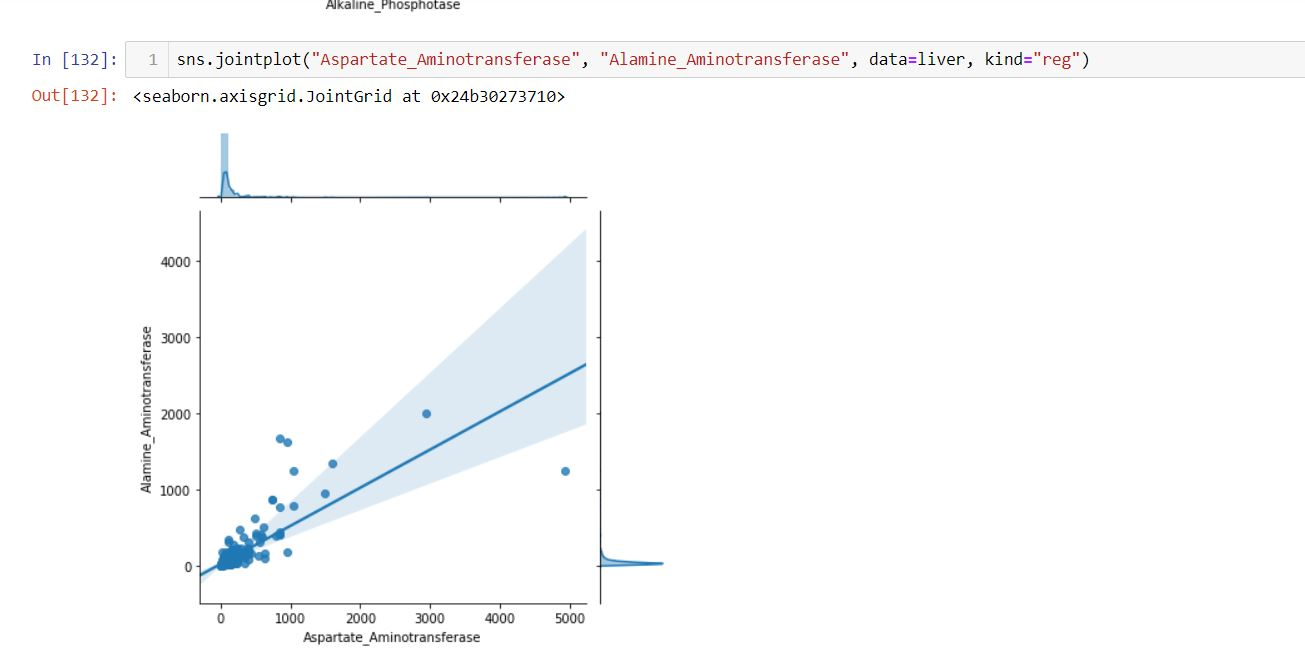 Alkaline_Phosphotase
In [132]: 1 sns.jointplot("Aspartate_Aminotransferase", "Alamine_Aminotransferase", data=liver, kind="reg")
Out[132]: <seaborn.axisgrid.JointGrid at 0x24b30273710>
4000
3000
2000
1000
0
Alamine_Aminotransferase
0 1000 2000 3000 4000 5000
Aspartate_Aminotransferase